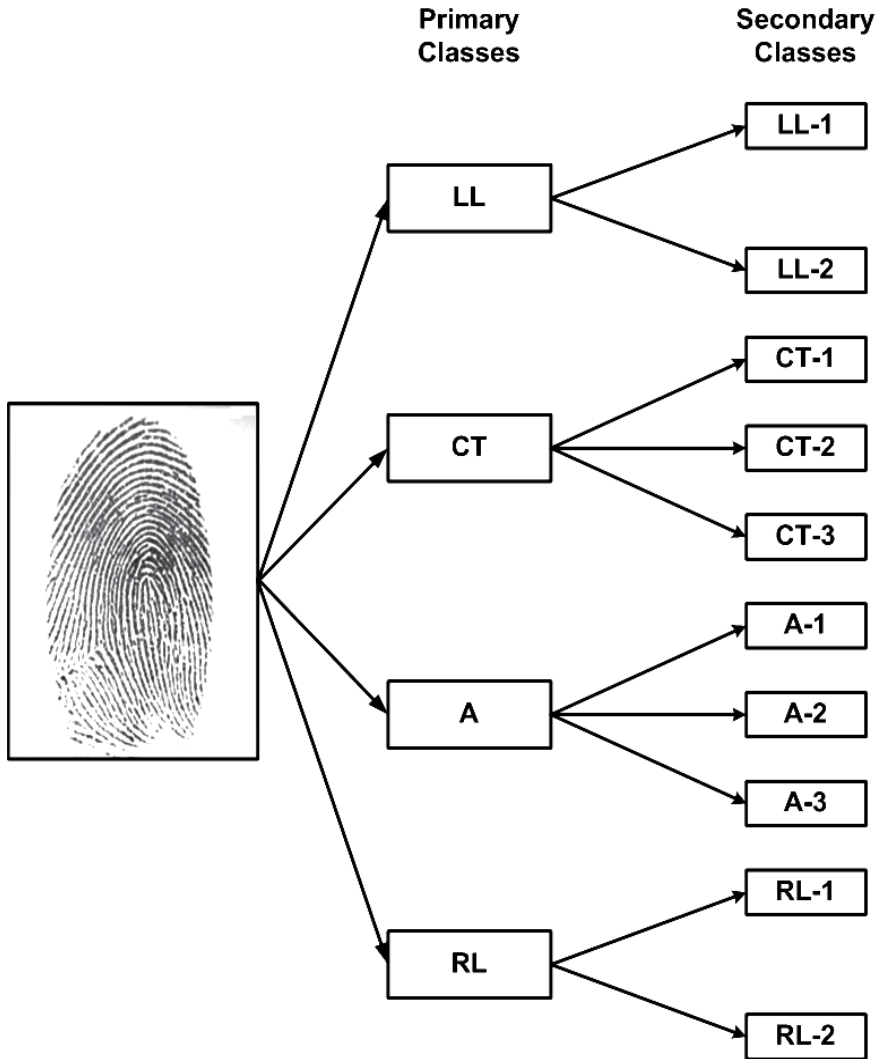 Primary
Classes
Secondary
Classes
LL
LL-1
LL-2
CT
CT-1
CT-2
CT-3
A
A-1
A-2
A-3
RL
RL-1
RL-2